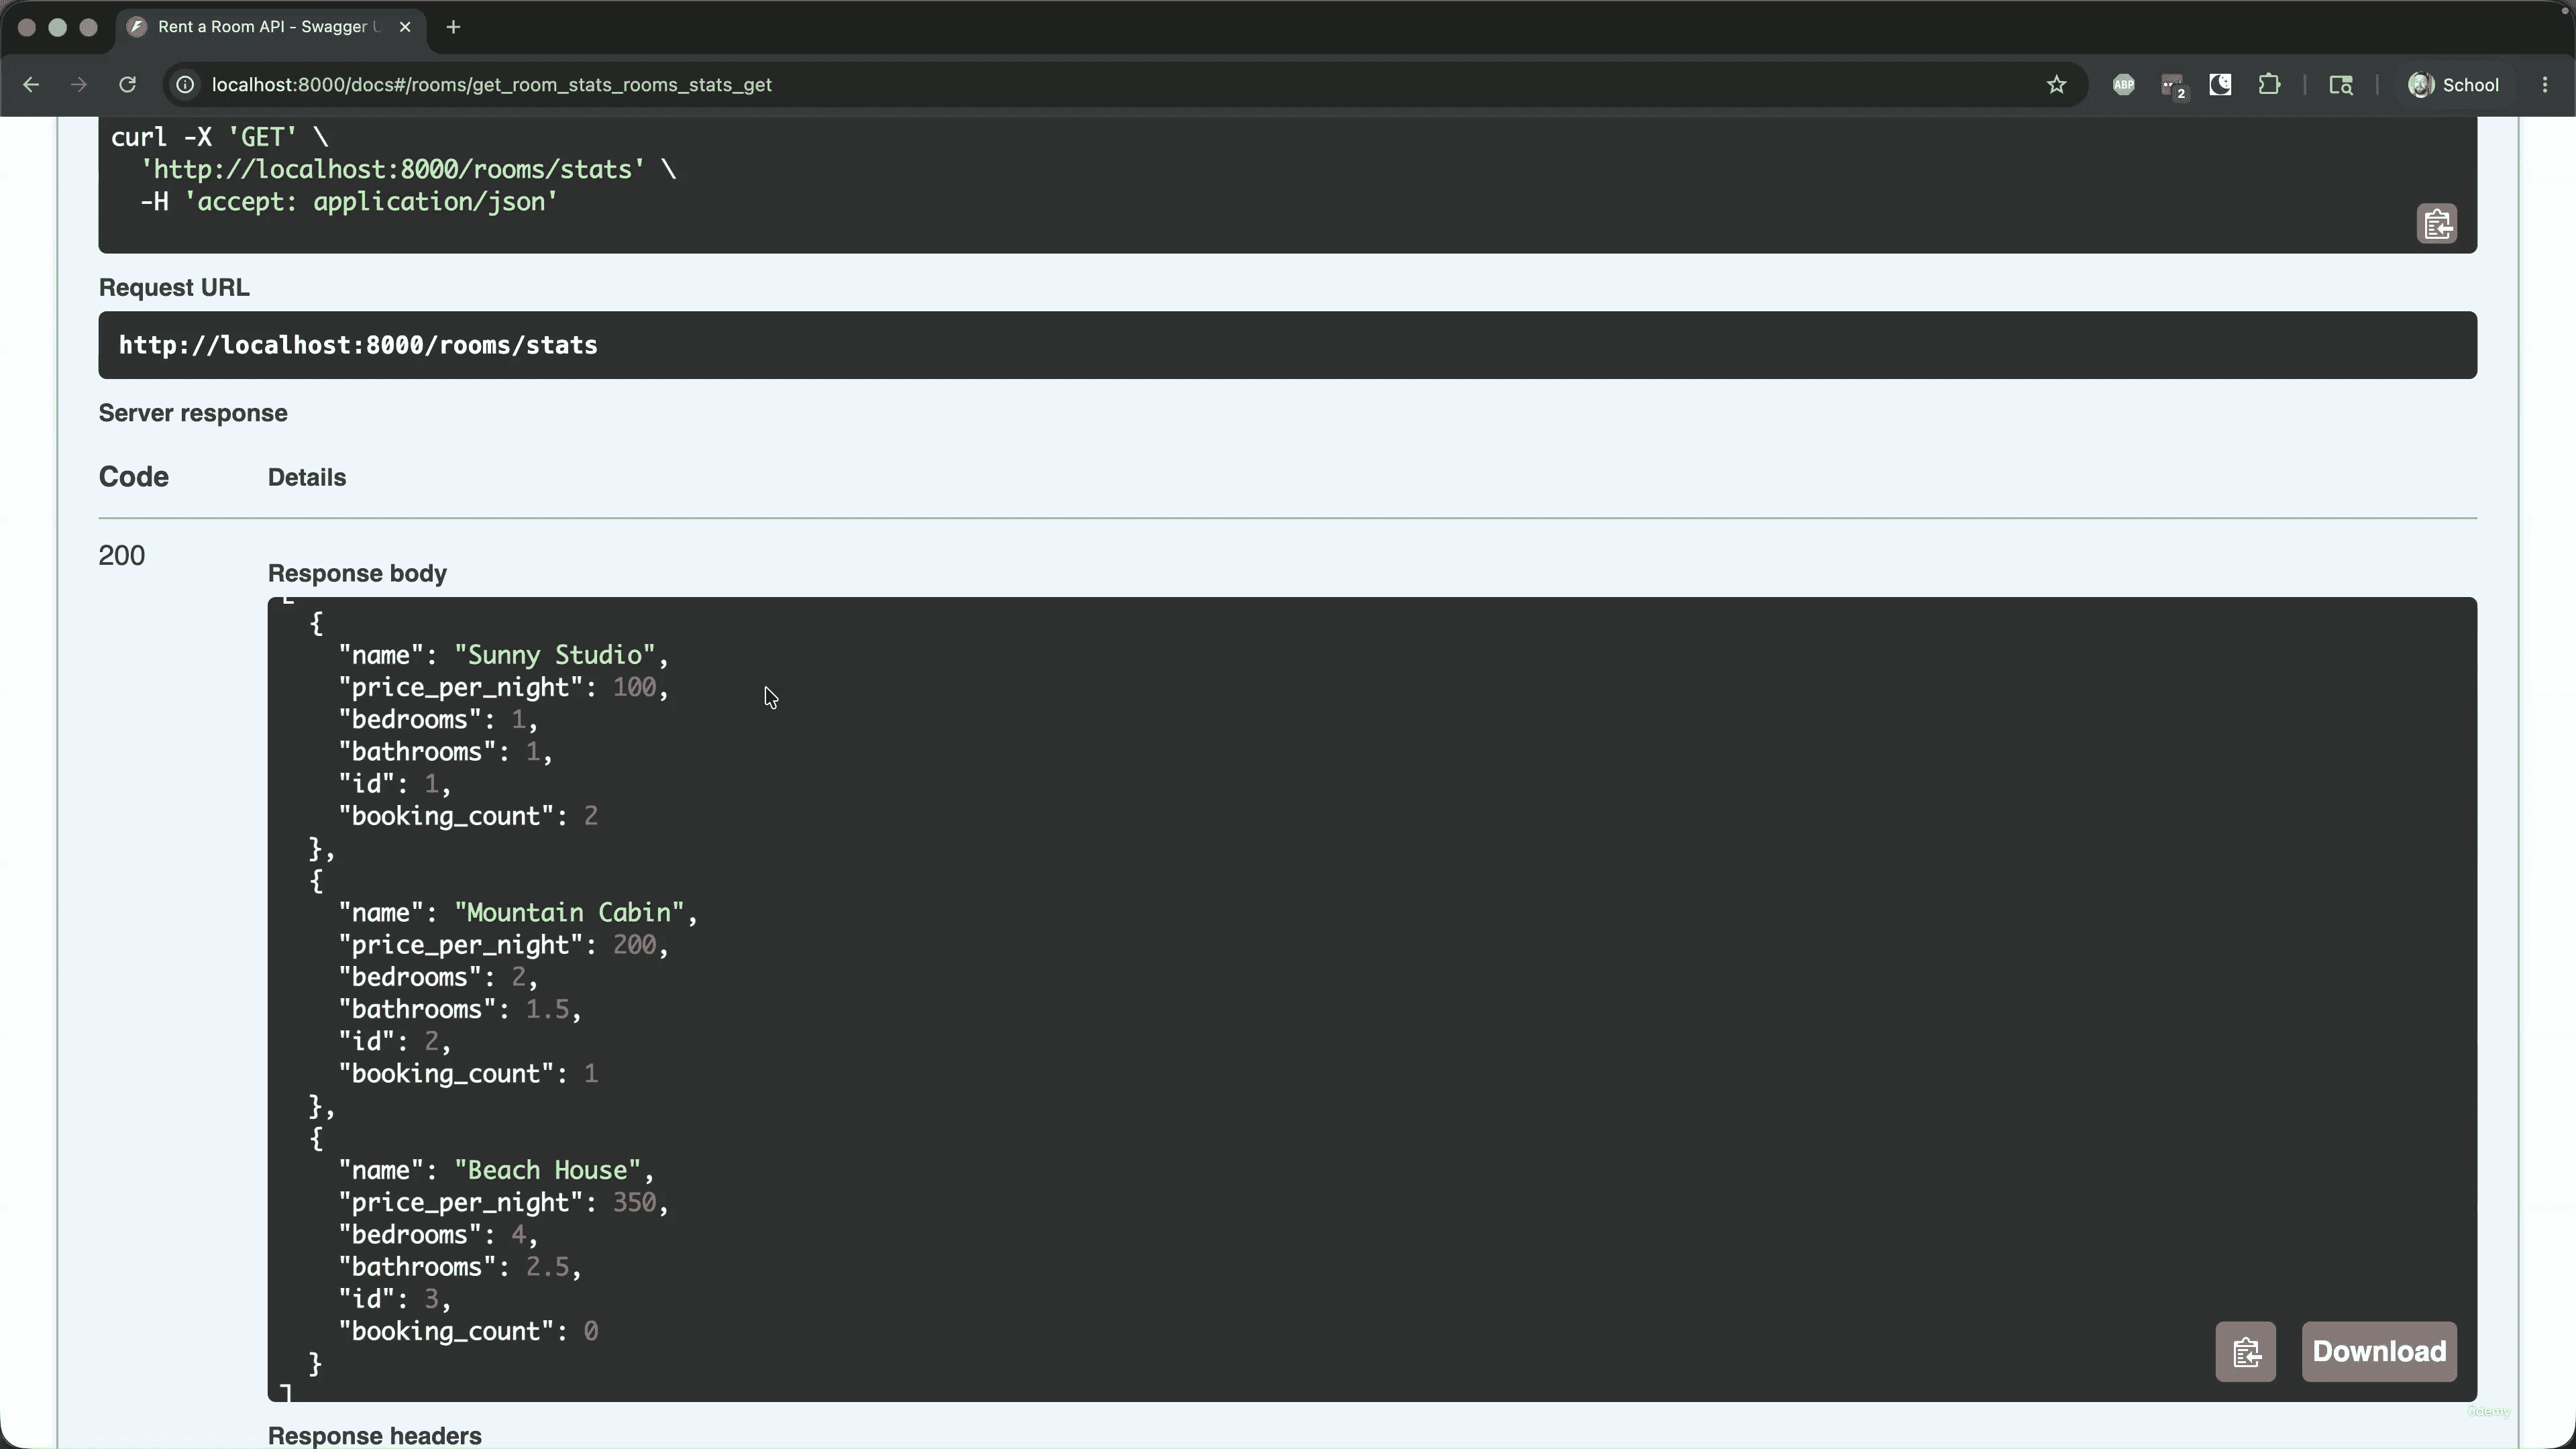 Rent a Room API - Swagger U
localhost:8000/docs#/rooms/get_room_stats_rooms_stats_get
ABP
2
School
curl -X 'GET' \
'http://localhost:8000/rooms/stats' \
-H 'accept: application/json'
Request URL
http://localhost:8000/rooms/stats
Server response
Code Details
200
Response body
[
{
"name": "Sunny Studio",
"price_per_night": 100,
"bedrooms": 1,
"bathrooms": 1,
"id": 1,
"booking_count": 2
},
{
"name": "Mountain Cabin",
"price_per_night": 200,
"bedrooms": 2,
"bathrooms": 1.5,
"id": 2,
"booking_count": 1
},
{
"name": "Beach House",
"price_per_night": 350,
"bedrooms": 4,
"bathrooms": 2.5,
"id": 3,
"booking_count": 0
}
]
Download
Udemy
Response headers